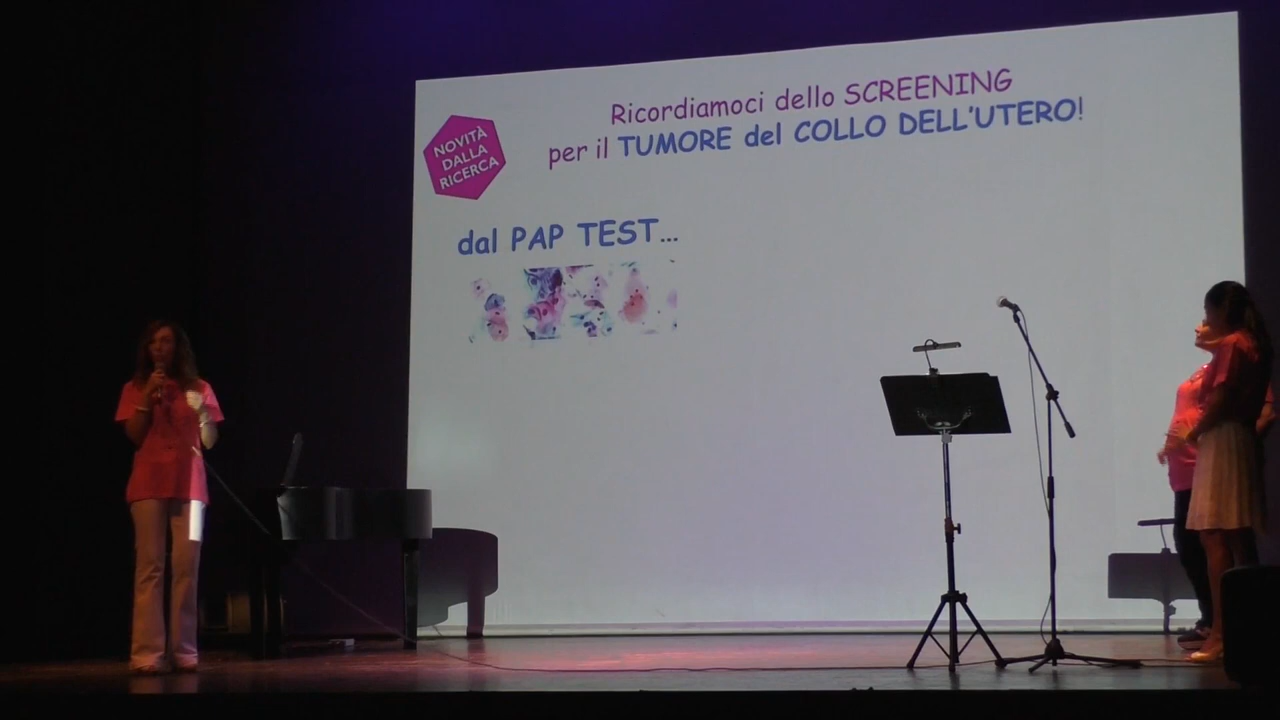 Ricordiamoci dello SCREENING
per il TUMORE del COLLO DELL'UTERO!
NOVITÀ
DALLA
RICERCA
dal PAP TEST...